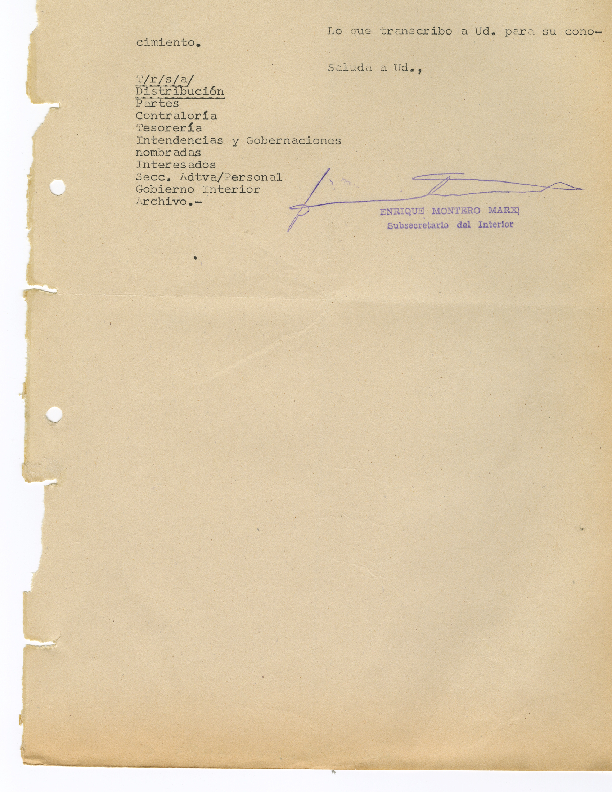 Lo que transcribo a Ud. para su cono-
cimiento.
Saluda a Ud.,
T/r/s/a/
Distribución
Partes
Contraloría
Tesorería
Intendencias y Gobernaciones
nombradas
Interesados
Secc. Adtva/Personal
Gobierno Interior
Archivo.-
ENRIQUE MONTERO MARX
Subsecretario del Interior